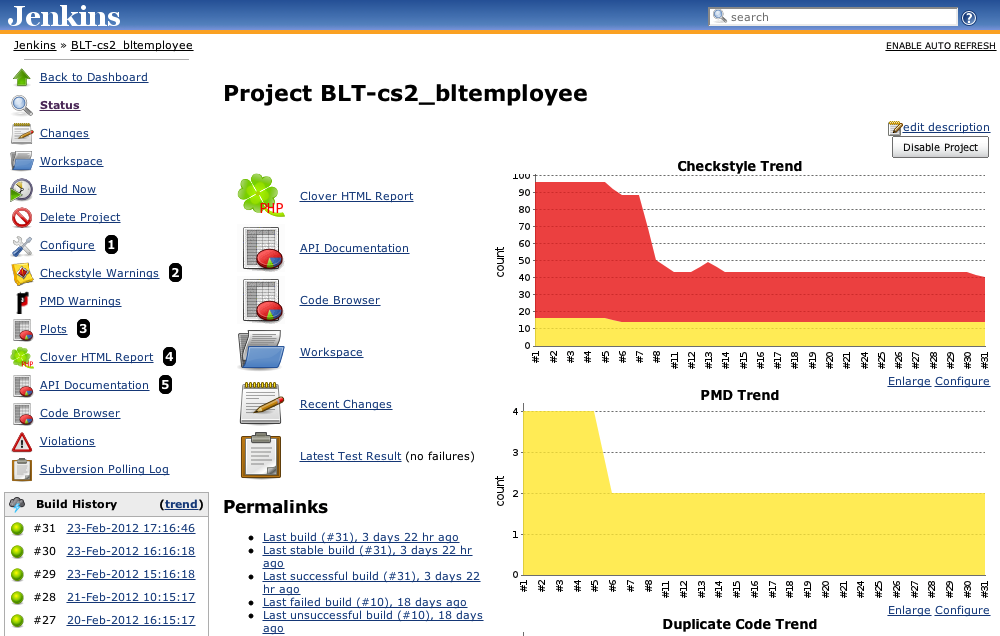 Jenkins
search
Jenkins » BLT-cs2_bltemployee
ENABLE AUTO REFRESH
Back to Dashboard
Status
Changes
Workspace
Build Now
Delete Project
Configure 1
Checkstyle Warnings 2
PMD Warnings
Plots 3
Clover HTML Report 4
API Documentation 5
Code Browser
Violations
Subversion Polling Log
Build History (trend)
#31 23-Feb-2012 17:16:46
#30 23-Feb-2012 16:16:18
#29 23-Feb-2012 15:16:18
#28 21-Feb-2012 10:15:17
#27 20-Feb-2012 16:15:17
Project BLT-cs2_bltemployee
edit description
Disable Project
PHP
Clover HTML Report
API Documentation
Code Browser
Workspace
Recent Changes
Latest Test Result (no failures)
Permalinks
Last build (#31), 3 days 22 hr ago
Last stable build (#31), 3 days 22 hr
ago
Last successful build (#31), 3 days 22
hr ago
Last failed build (#10), 18 days ago
Last unsuccessful build (#10), 18 days
ago
Checkstyle Trend
count
100
90
80
70
60
50
40
30
20
10
0
#1 #2 #3 #4 #5 #6 #7 #8 #11 #12 #13 #14 #15 #16 #17 #18 #19 #20 #21 #24 #25 #26 #27 #28 #29 #30 #31
Enlarge Configure
PMD Trend
count
4
3
2
1
0
#1 #2 #3 #4 #5 #6 #7 #8 #11 #12 #13 #14 #15 #16 #17 #18 #19 #20 #21 #24 #25 #26 #27 #28 #29 #30 #31
Enlarge Configure
Duplicate Code Trend